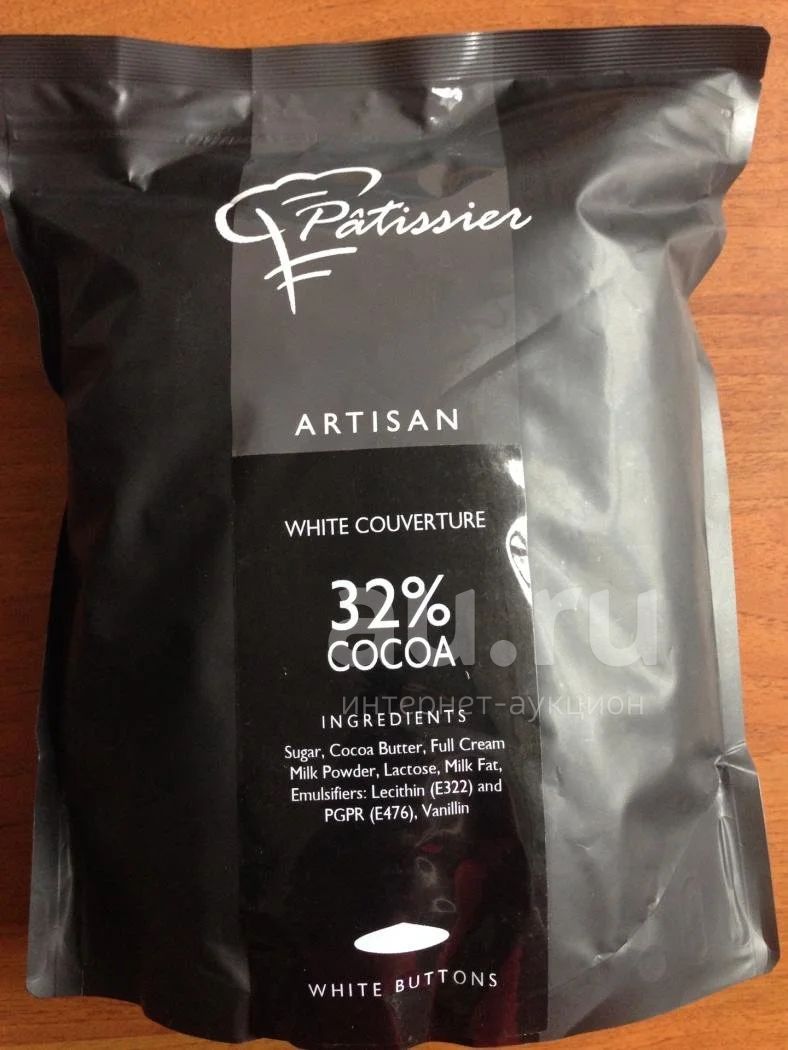 Pâtissier
ARTISAN
WHITE COUVERTURE
32%
COCOA
au.ru
интернет-аукцион
INGREDIENTS
Sugar, Cocoa Butter, Full Cream
Milk Powder, Lactose, Milk Fat,
Emulsifiers: Lecithin (E322) and
PGPR (E476), Vanillin
WHITE BUTTONS